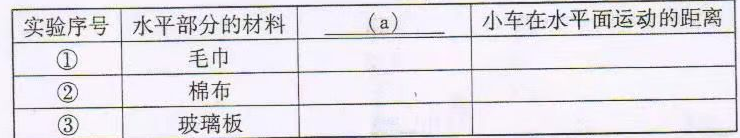 实验序号 水平部分的材料 (a) 小车在水平面运动的距离
① 毛巾
② 棉布
③ 玻璃板